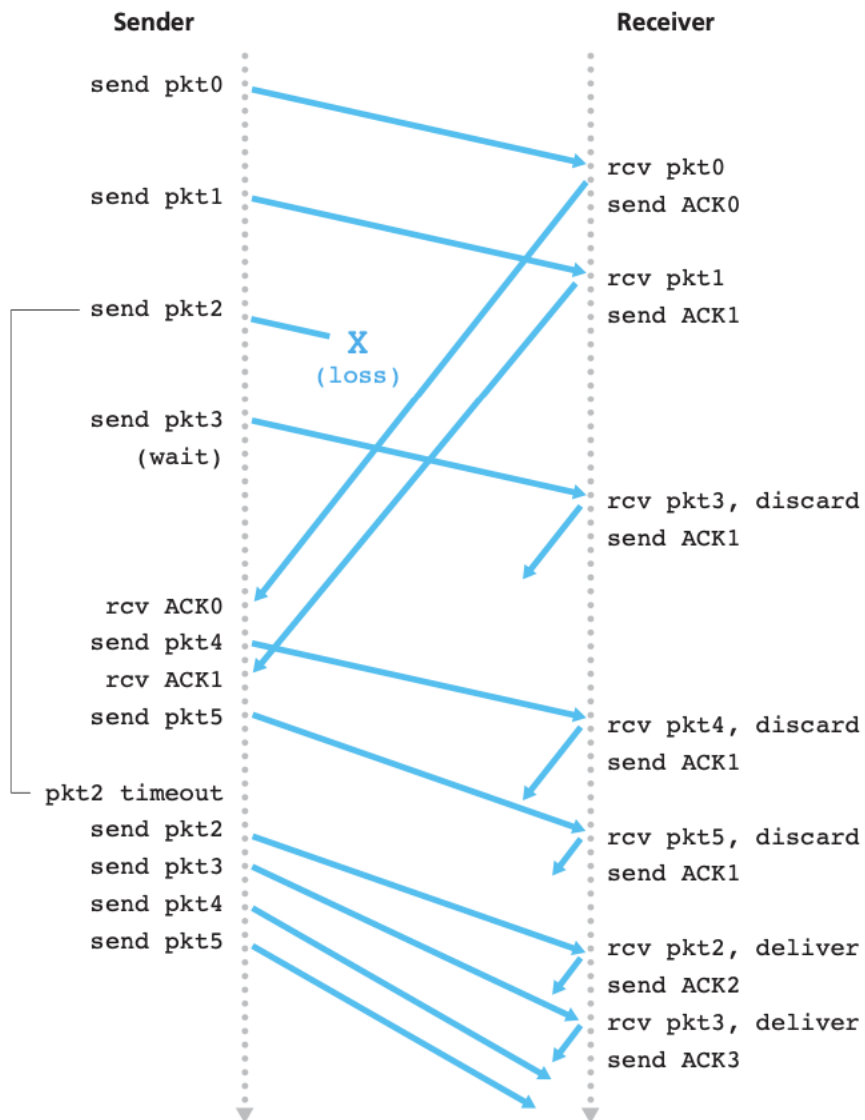 Sender
Receiver
send pkt0
rcv pkt0
send ACK0
send pkt1
rcv pkt1
send ACK1
send pkt2
X
(loss)
send pkt3
(wait)
rcv pkt3, discard
send ACK1
rcv ACK0
send pkt4
rcv ACK1
send pkt5
rcv pkt4, discard
send ACK1
pkt2 timeout
send pkt2
send pkt3
send pkt4
send pkt5
rcv pkt5, discard
send ACK1
rcv pkt2, deliver
send ACK2
rcv pkt3, deliver
send ACK3